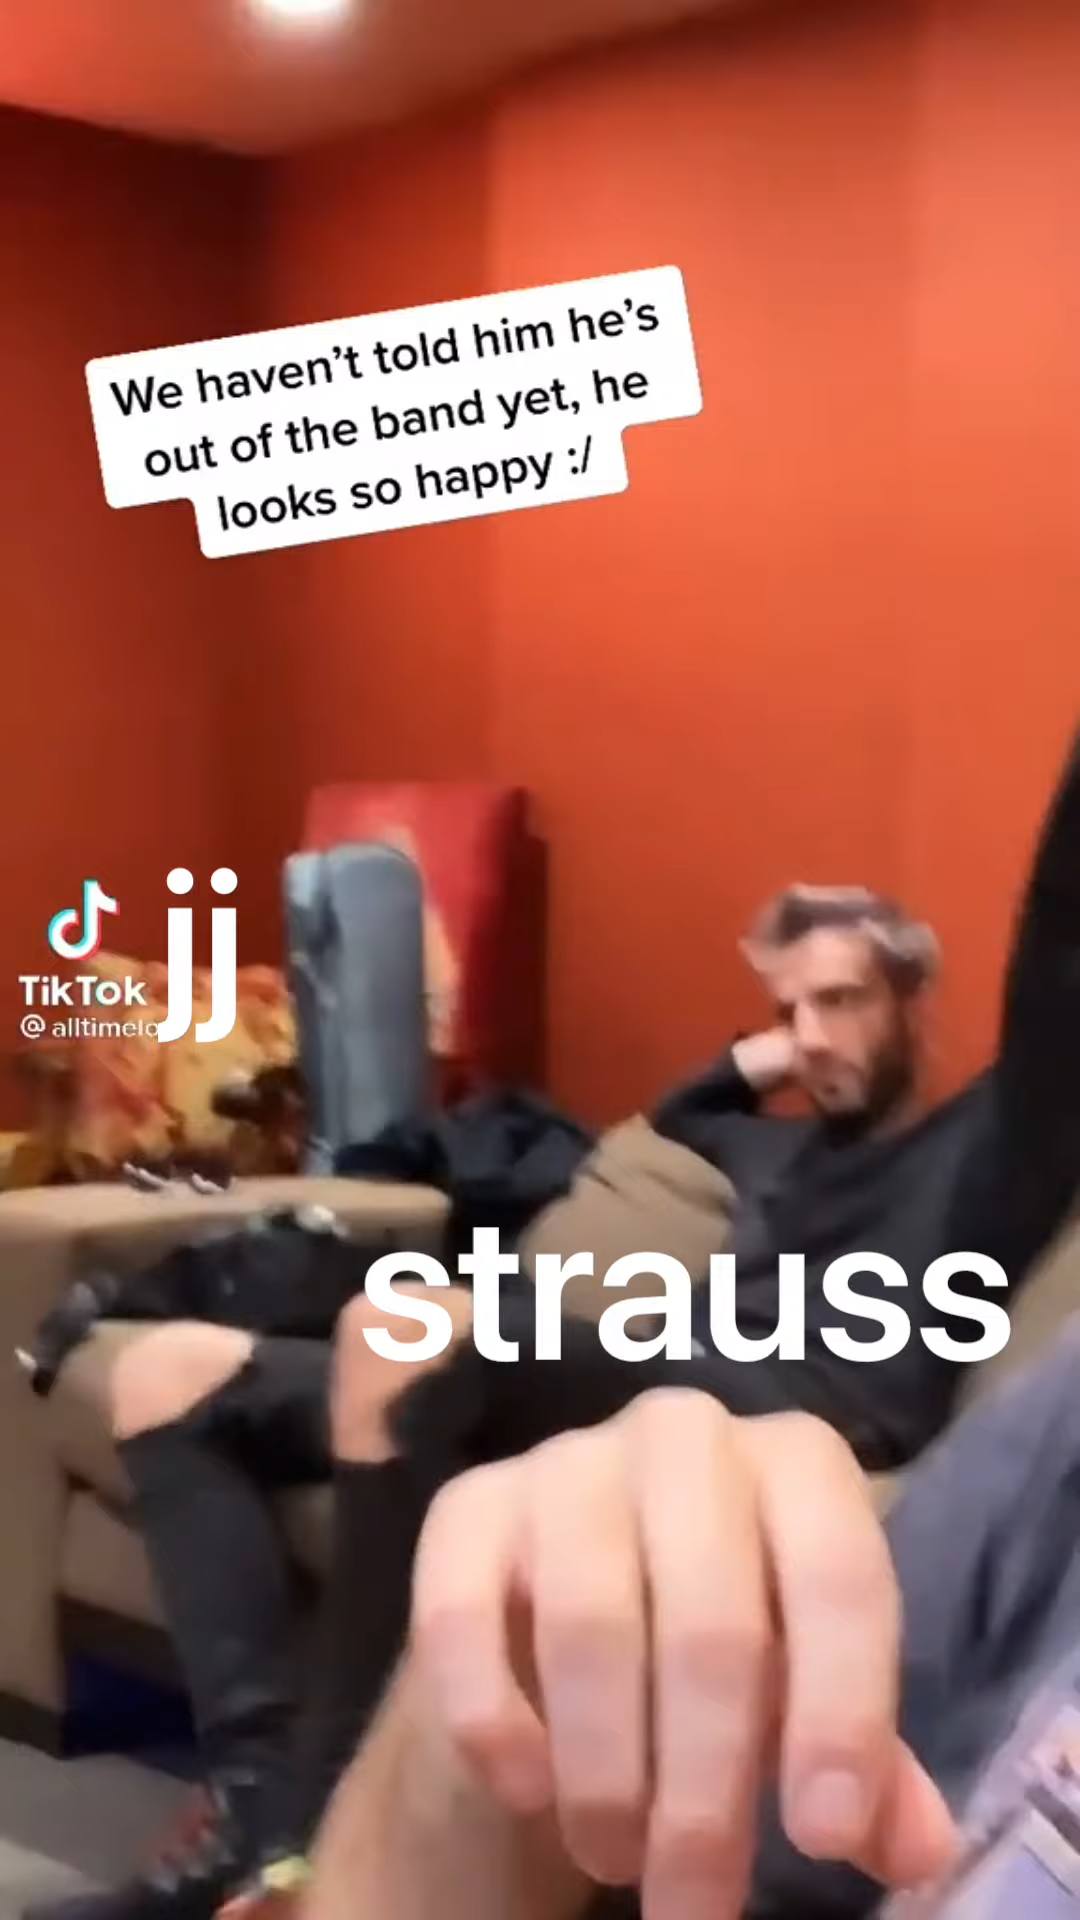 We haven't told him he's
out of the band yet, he
looks so happy :/
jj
TikTok
strauss